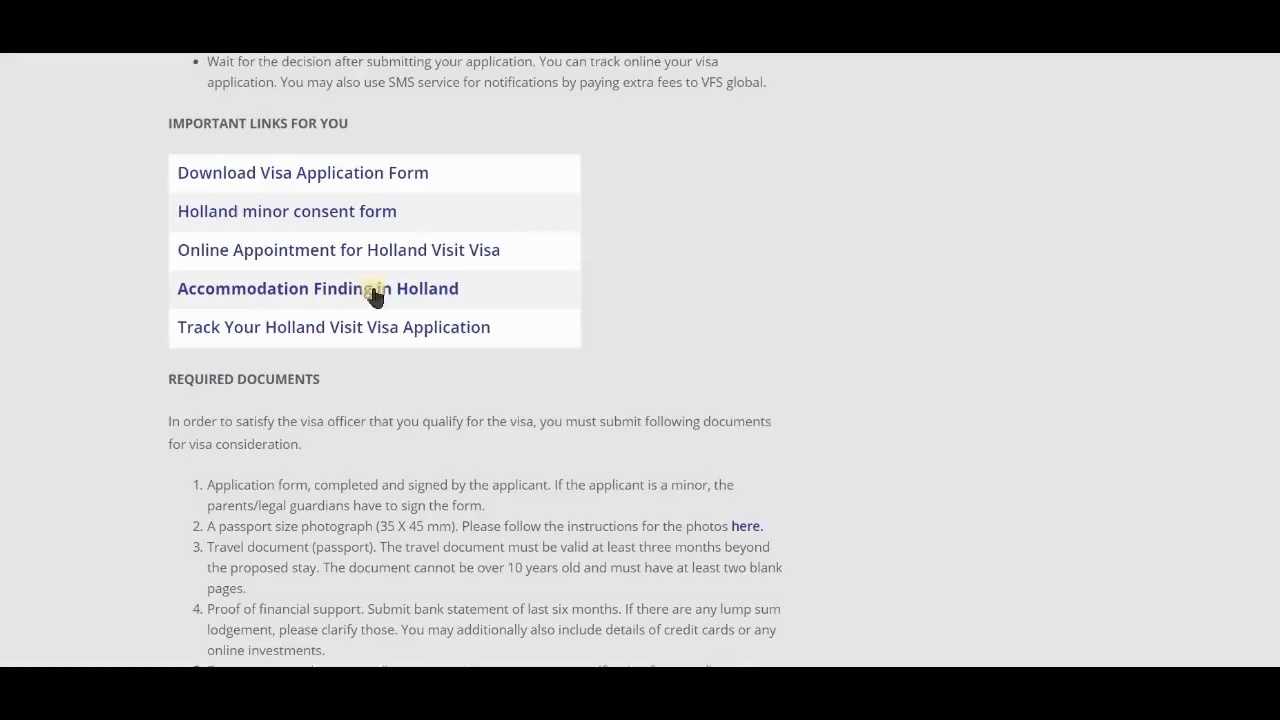 Wait for the decision after submitting your application. You can track online your visa
application. You may also use SMS service for notifications by paying extra fees to VFS global.
IMPORTANT LINKS FOR YOU
Download Visa Application Form
Holland minor consent form
Online Appointment for Holland Visit Visa
Accommodation Finding in Holland
Track Your Holland Visit Visa Application
REQUIRED DOCUMENTS
In order to satisfy the visa officer that you qualify for the visa, you must submit following documents
for visa consideration.
1. Application form, completed and signed by the applicant. If the applicant is a minor, the
parents/legal guardians have to sign the form.
2. A passport size photograph (35 X 45 mm). Please follow the instructions for the photos here.
3. Travel document (passport). The travel document must be valid at least three months beyond
the proposed stay. The document cannot be over 10 years old and must have at least two blank
pages.
4. Proof of financial support. Submit bank statement of last six months. If there are any lump sum
lodgement, please clarify those. You may additionally also include details of credit cards or any
online investments.